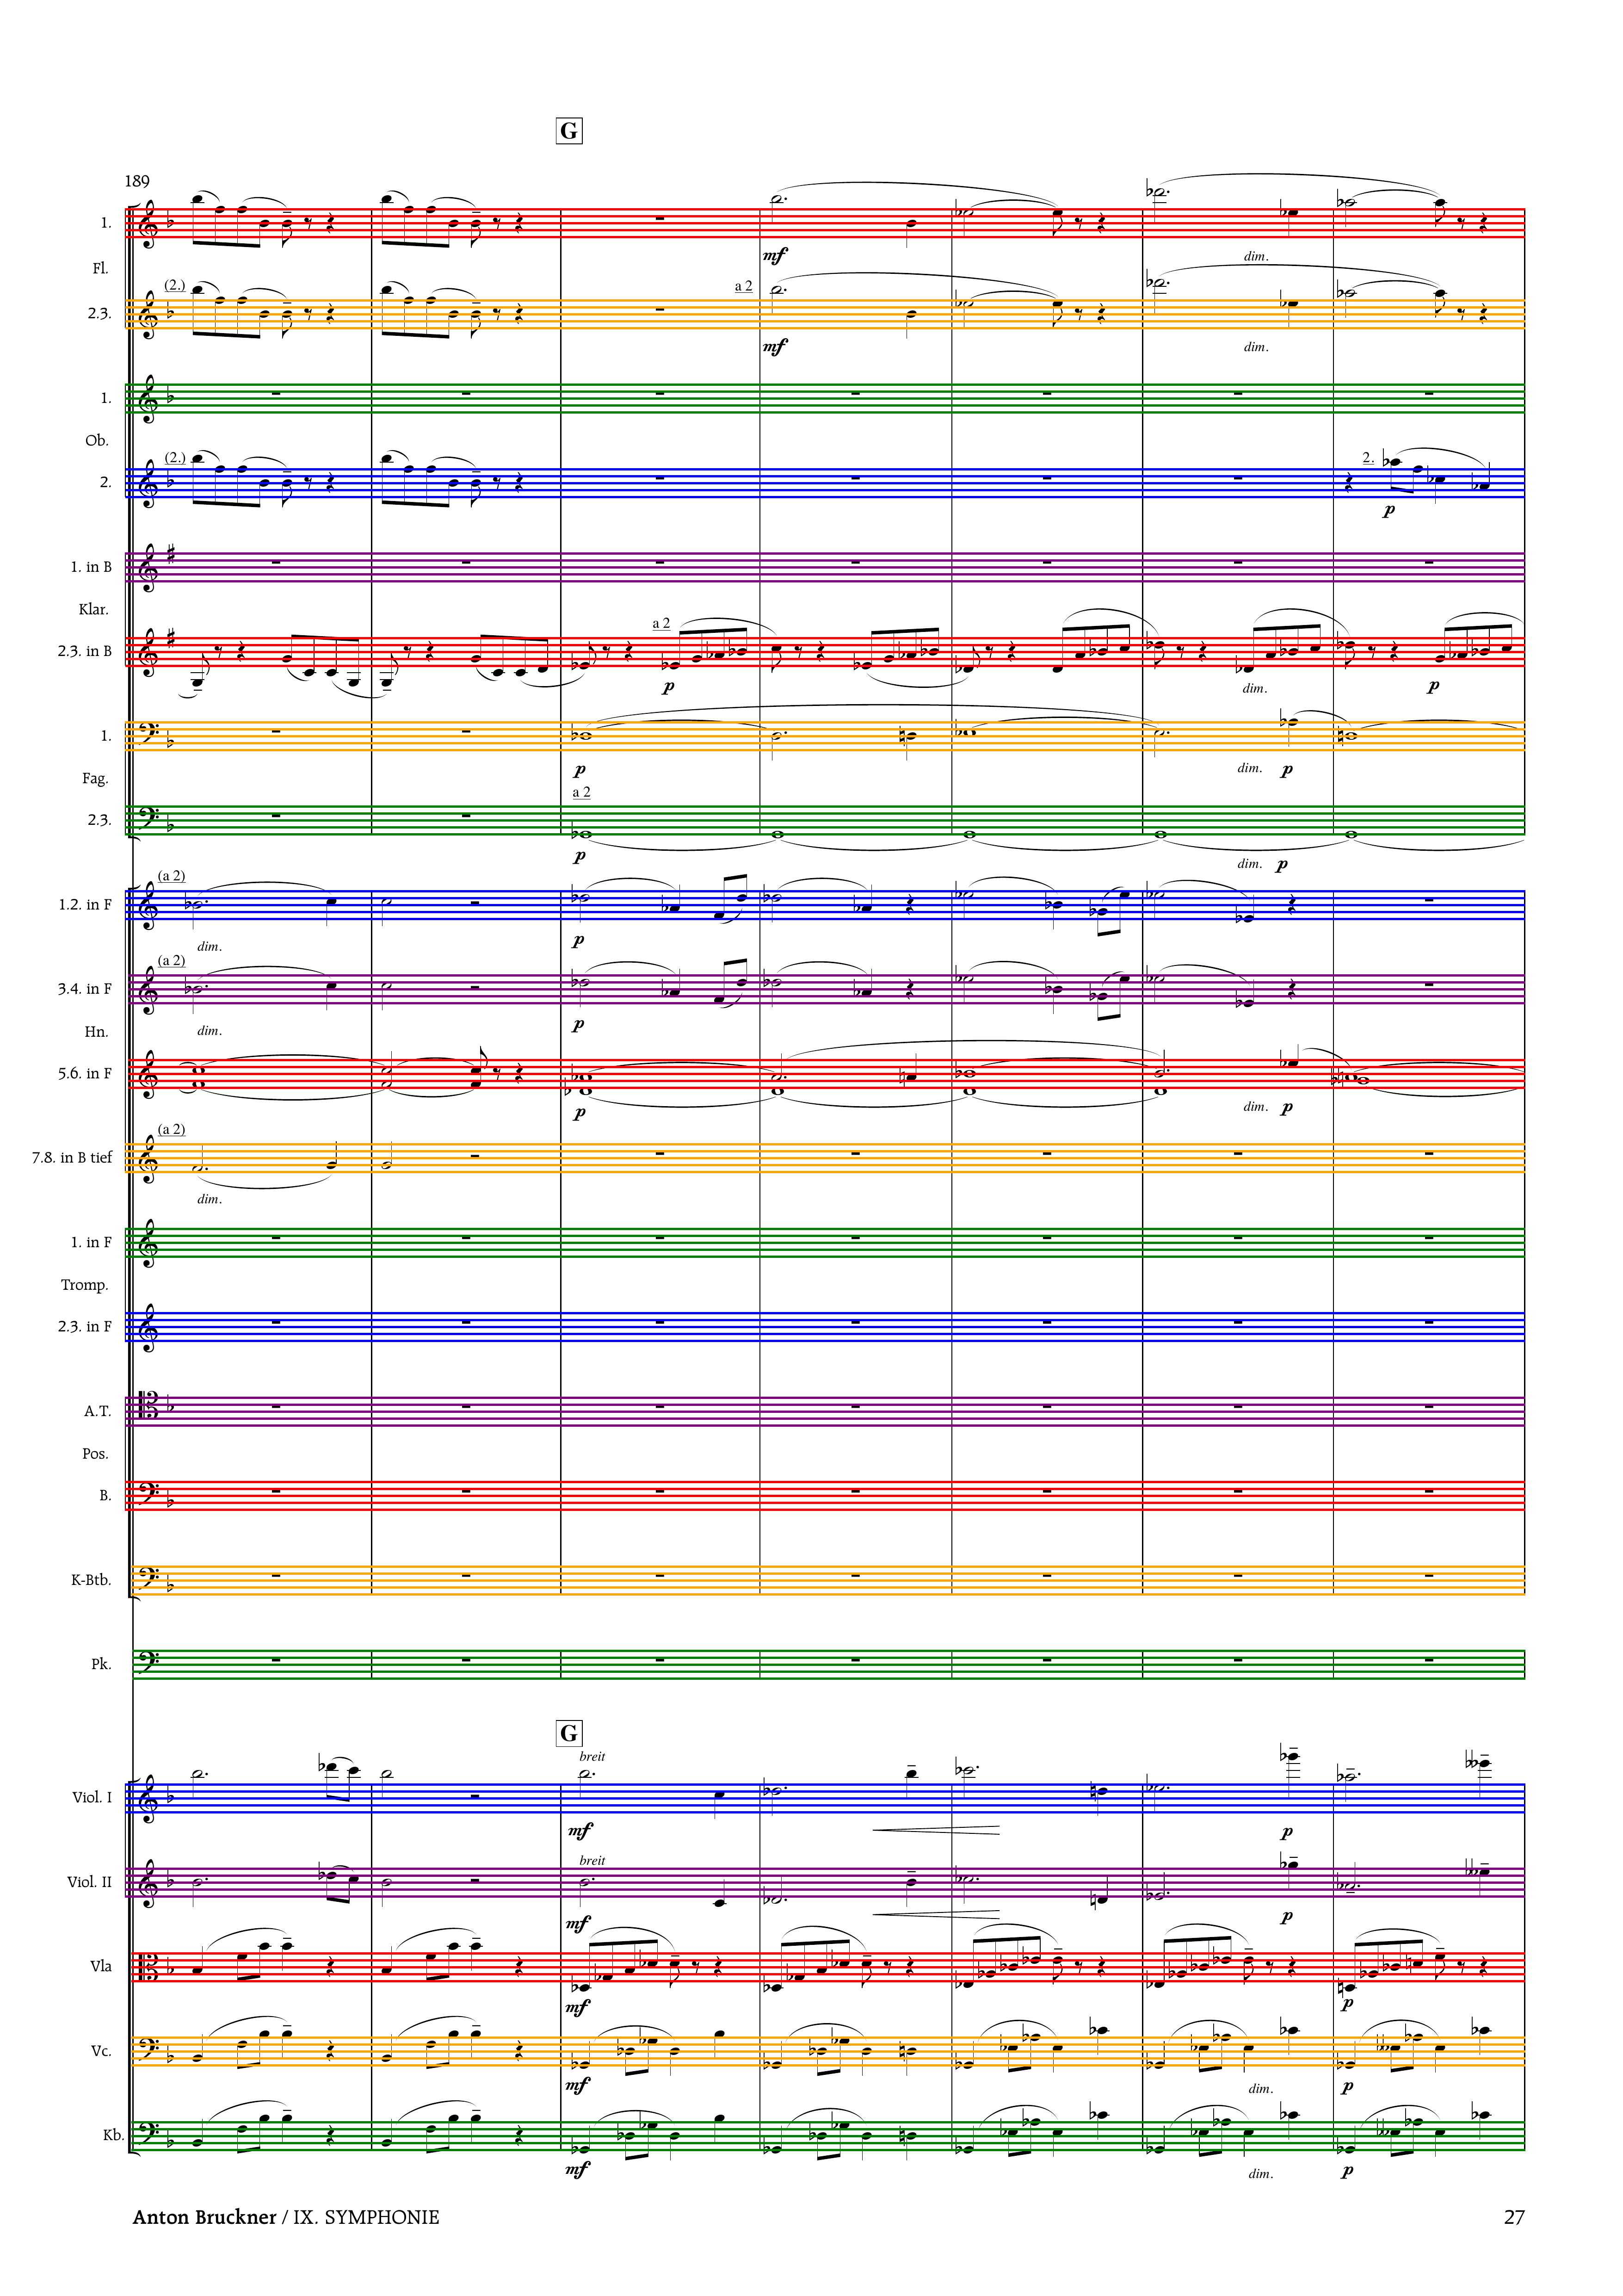 G
189
1.
Fl.
(2.)
a 2
2.3.
mf
dim.
mf
dim.
1.
Ob.
(2.)
2.
2.
p
1. in B
Klar.
a 2
2.3. in B
p
dim.
p
1.
p
dim.
p
Fag.
a 2
2.3.
p
dim.
p
(a 2)
1.2. in F
dim.
p
(a 2)
3.4. in F
dim.
p
Hn.
5.6. in F
p
dim.
p
(a 2)
7.8. in B tief
dim.
1. in F
Tromp.
2.3. in F
A.T.
Pos.
B.
K-Btb.
Pk.
G
breit
Viol. I
mf
p
breit
Viol. II
mf
p
Vla
mf
p
Vc.
mf
dim.
p
Kb.
mf
dim.
p
Anton Bruckner / IX. SYMPHONIE
27